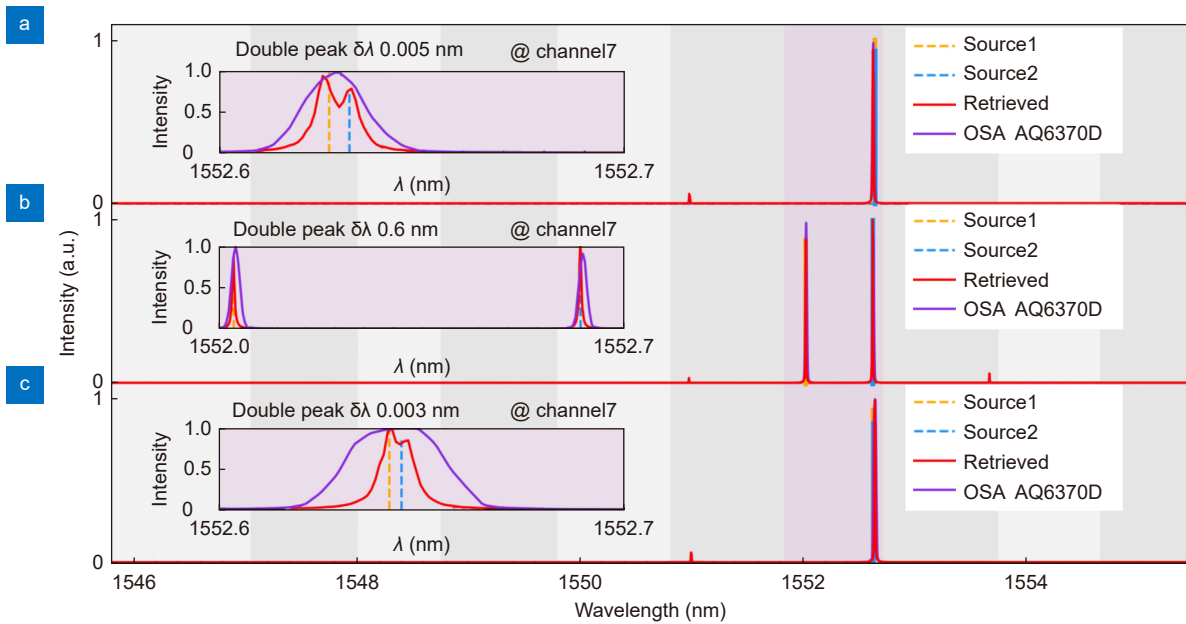 a
1
Double peak δλ 0.005 nm @ channel7
Intensity
1.0
0.5
0
1552.6 1552.7
λ (nm)
Source1
Source2
Retrieved
OSA AQ6370D
0
b
1
Double peak δλ 0.6 nm @ channel7
Intensity
1.0
0.5
0
1552.0 1552.7
λ (nm)
Source1
Source2
Retrieved
OSA AQ6370D
Intensity (a.u.)
0
c
1
Double peak δλ 0.003 nm @ channel7
Intensity
1.0
0.5
0
1552.6 1552.7
λ (nm)
Source1
Source2
Retrieved
OSA AQ6370D
0
1546 1548 1550 1552 1554
Wavelength (nm)